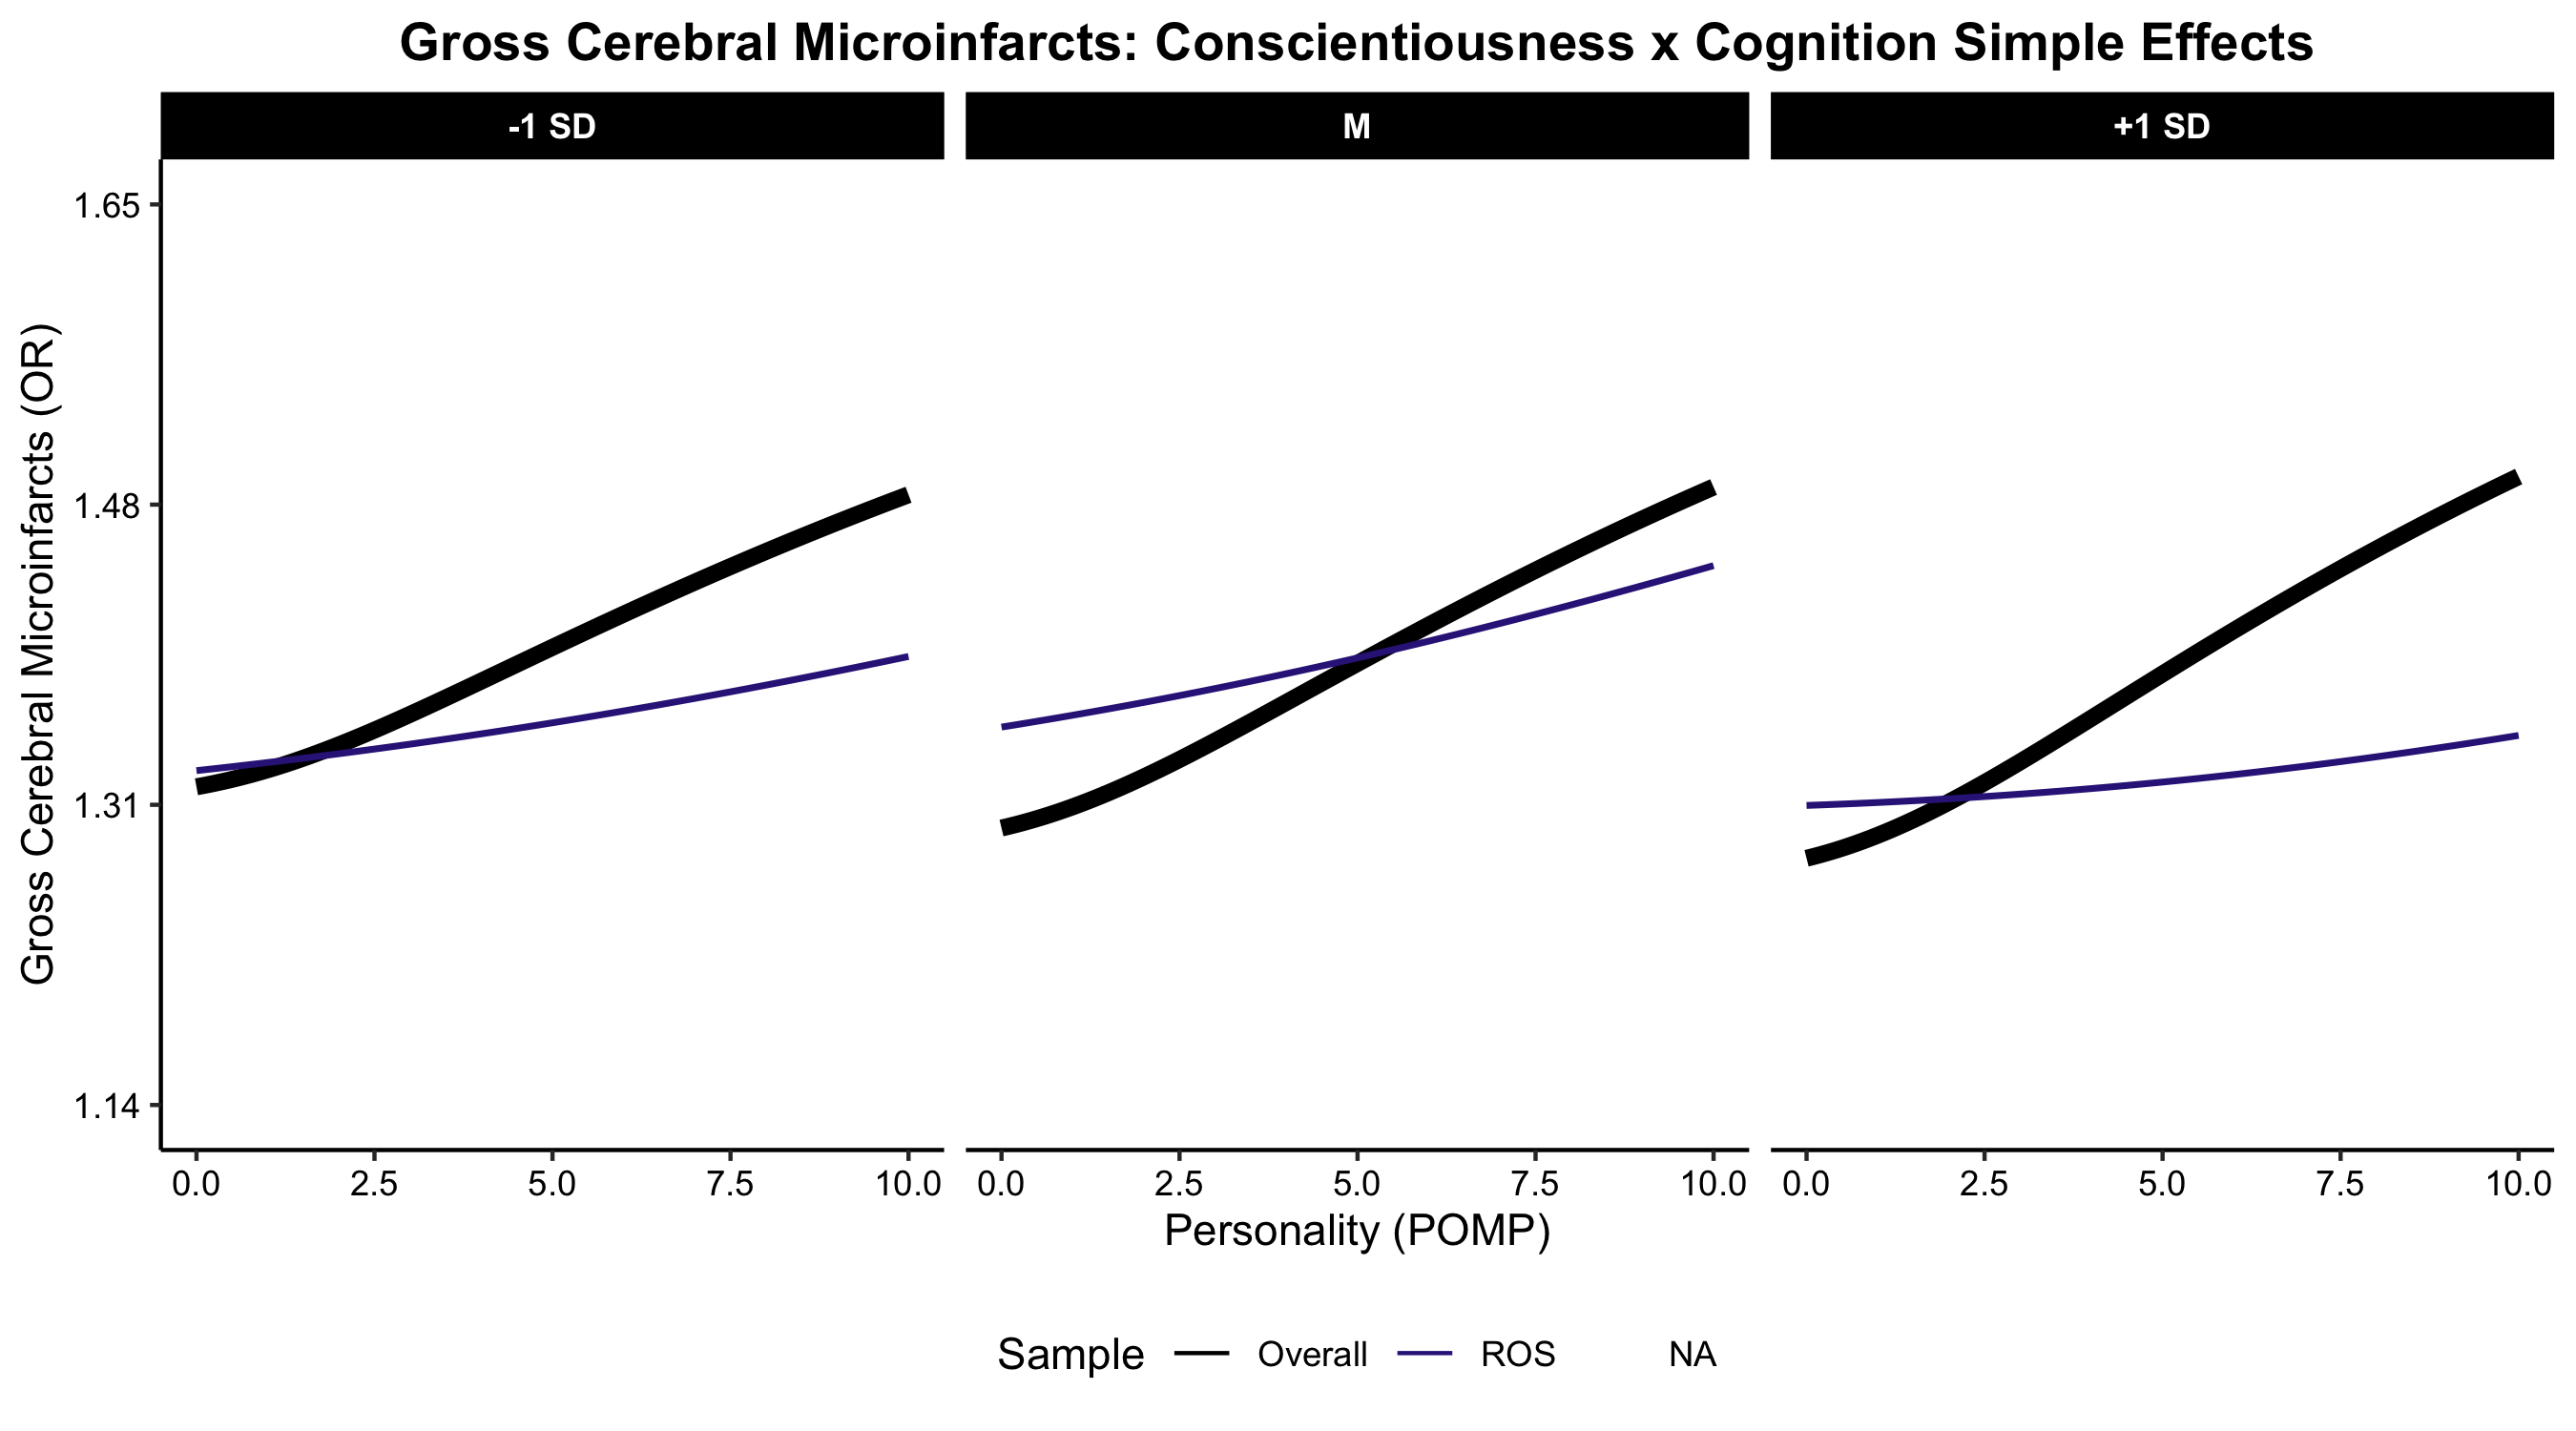 Gross Cerebral Microinfarcts: Conscientiousness x Cognition Simple Effects
-1 SD
M
+1 SD
Gross Cerebral Microinfarcts (OR)
1.65
1.48
1.31
1.14
0.0 2.5 5.0 7.5 10.0
0.0 2.5 5.0 7.5 10.0
0.0 2.5 5.0 7.5 10.0
Personality (POMP)
Sample Overall ROS NA